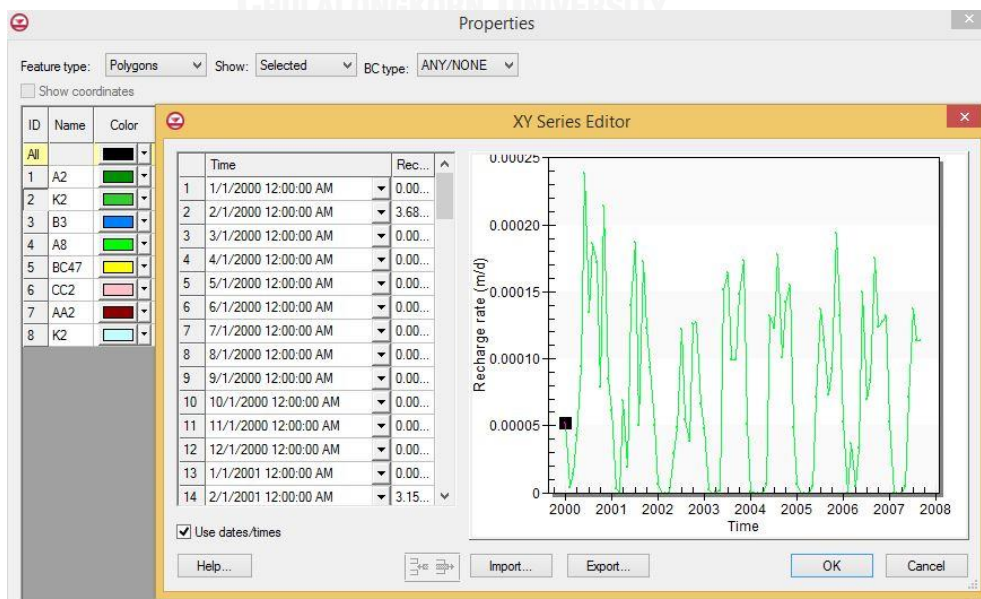 CHULALONGKORN UNIVERSITY
Properties
Feature type: Polygons Show: Selected BC type: ANY/NONE
Show coordinates
ID Name Color
All
1 A2
2 K2
3 B3
4 A8
5 BC47
6 CC2
7 AA2
8 K2
XY Series Editor
Time Rec...
1 1/1/2000 12:00:00 AM 0.00...
2 2/1/2000 12:00:00 AM 3.68...
3 3/1/2000 12:00:00 AM 0.00...
4 4/1/2000 12:00:00 AM 0.00...
5 5/1/2000 12:00:00 AM 0.00...
6 6/1/2000 12:00:00 AM 0.00...
7 7/1/2000 12:00:00 AM 0.00...
8 8/1/2000 12:00:00 AM 0.00...
9 9/1/2000 12:00:00 AM 0.00...
10 10/1/2000 12:00:00 AM 0.00...
11 11/1/2000 12:00:00 AM 0.00...
12 12/1/2000 12:00:00 AM 0.00...
13 1/1/2001 12:00:00 AM 0.00...
14 2/1/2001 12:00:00 AM 3.15...
Use dates/times
0.00025
0.00020
0.00015
0.00010
0.00005
0
Recharge rate (m/d)
2000 2001 2002 2003 2004 2005 2006 2007 2008
Time
Help... Import... Export... OK Cancel